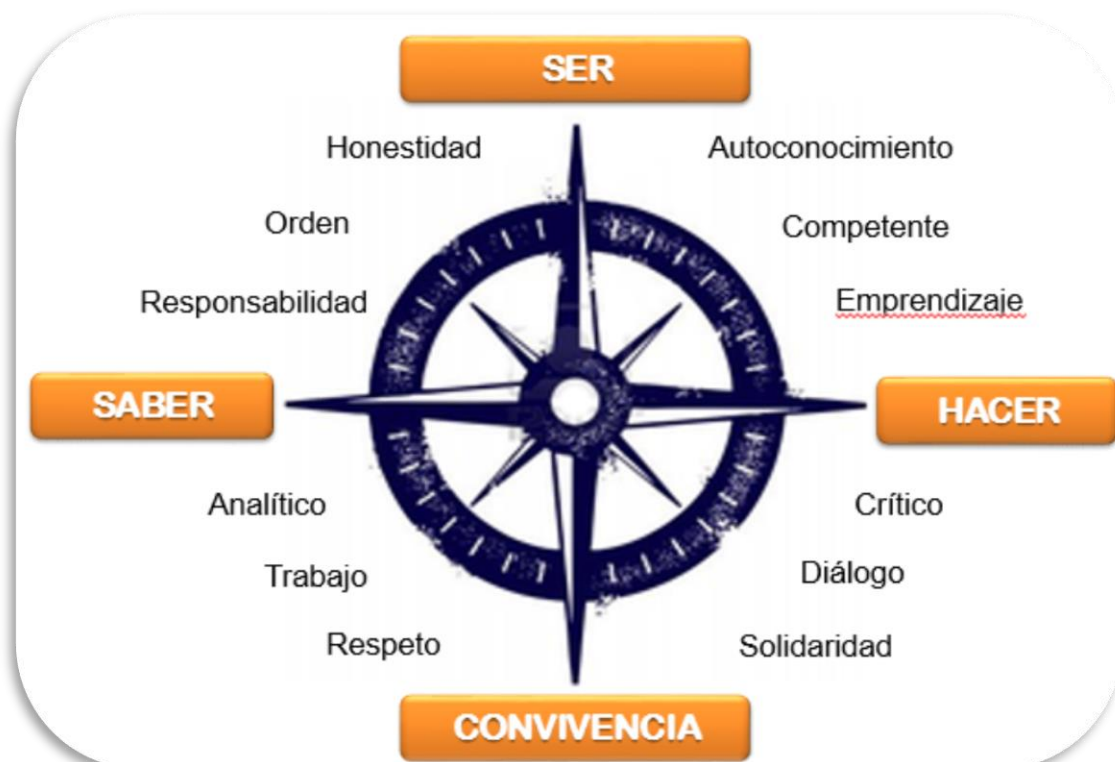 SER
Honestidad
Autoconocimiento
Orden
Competente
Responsabilidad
Emprendizaje
SABER
HACER
Analítico
Crítico
Trabajo
Diálogo
Respeto
Solidaridad
CONVIVENCIA